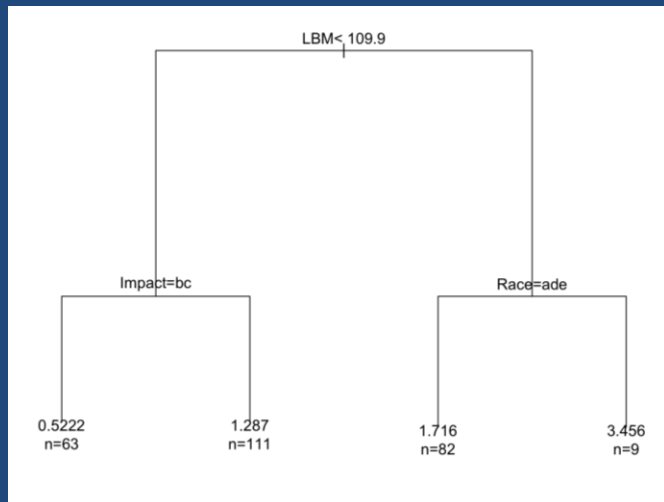 LBM< 109.9
Impact=bc
Race=ade
0.5222
n=63
1.287
n=111
1.716
n=82
3.456
n=9